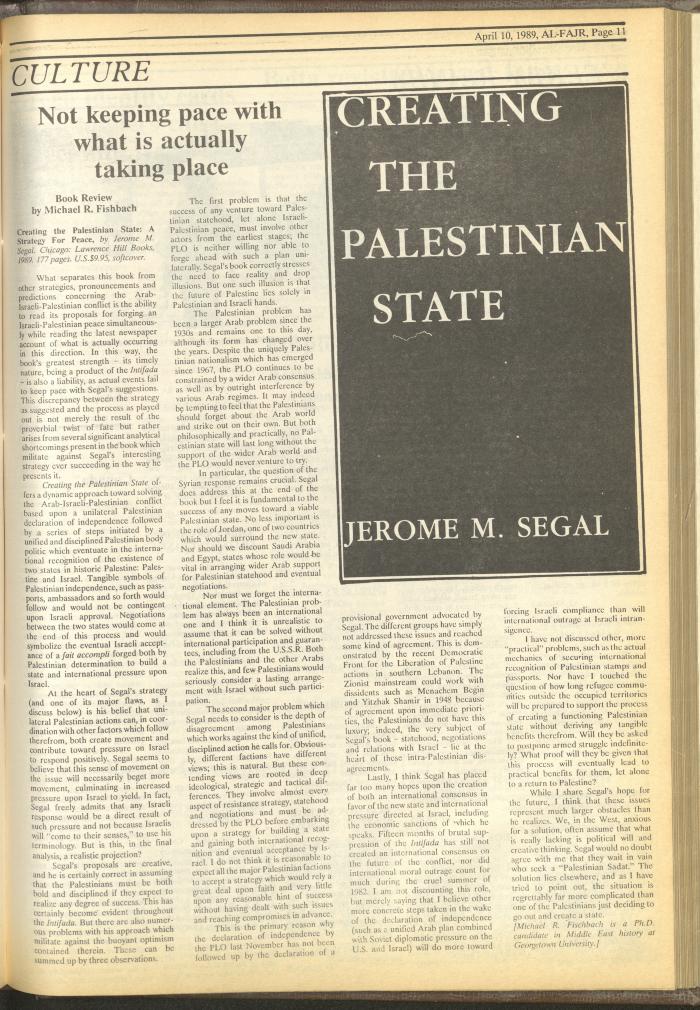 April 10, 1989, AL-FAJR, Page 11
CULTURE
Not keeping pace with
what is actually
taking place
Book Review
by Michael R. Fishbach
Creating the Palestinian State: A
Strategy For Peace, by Jerome M.
Segal. Chicago: Lawrence Hill Books,
1989. 177 pages. U.S.$9.95, softcover.
What separates this book from
other strategies, pronouncements and
predictions concerning the Arab-
Israeli-Palestinian conflict is the ability
to read its proposals for forging an
Israeli-Palestinian peace simultaneous-
ly while reading the latest newspaper
account of what is actually occurring
in this direction. In this way, the
book's greatest strength – its timely
nature, being a product of the Intifada
– is also a liability, as actual events fail
to keep pace with Segal's suggestions.
This discrepancy between the strategy
as suggested and the process as played
out is not merely the result of the
proverbial twist of fate but rather
arises from several significant analytical
shortcomings present in the book which
militate against Segal's interesting
strategy ever succeeding in the way he
presents it.
Creating the Palestinian State of-
fers a dynamic approach toward solving
the Arab-Israeli-Palestinian conflict
based upon a unilateral Palestinian
declaration of independence followed
by a series of steps initiated by a
unified and disciplined Palestinian body
politic which eventuate in the interna-
tional recognition of the existence of
two states in historic Palestine: Pales-
tine and Israel. Tangible symbols of
Palestinian independence, such as pass-
ports, ambassadors and so forth would
follow and would not be contingent
upon Israeli approval. Negotiations
between the two states would come at
the end of this process and would
symbolize the eventual Israeli accept-
ance of a fait accompli forged both by
Palestinian determination to build a
state and international pressure upon
Israel.
At the heart of Segal's strategy
(and one of its major flaws, as I
discuss below) is his belief that uni-
lateral Palestinian actions can, in coor-
dination with other factors which follow
therefrom, both create movement and
contribute toward pressure on Israel
to respond positively. Segal seems to
believe that this sense of movement on
the issue will necessarily beget more
movement, culminating in increased
pressure upon Israel to yield. In fact,
Segal freely admits that any Israeli
response would be a direct result of
such pressure and not because Israelis
will "come to their senses," to use his
terminology. But is this, in the final
analysis, a realistic projection?
Segal's proposals are creative,
and he is certainly correct in assuming
that the Palestinians must be both
bold and disciplined if they expect to
realize any degree of success. This has
certainly become evident throughout
the Intifada. But there are also numer-
ous problems with his approach which
militate against the buoyant optimism
contained therein. These can be
summed up by three observations.
The first problem is that the
success of any venture toward Pales-
tinian statehood, let alone Israeli-
Palestinian peace, must involve other
actors from the earliest stages; the
PLO is neither willing nor able to
forge ahead with such a plan uni-
laterally. Segal's book correctly stresses
the need to face reality and drop
illusions. But one such illusion is that
the future of Palestine lies solely in
Palestinian and Israeli hands.
The Palestinian problem has
been a larger Arab problem since the
1930s and remains one to this day,
although its form has changed over
the years. Despite the uniquely Pales-
tinian nationalism which has emerged
since 1967, the PLO continues to be
constrained by a wider Arab consensus
as well as by outright interference by
various Arab regimes. It may indeed
be tempting to feel that the Palestinians
should forget about the Arab world
and strike out on their own. But both
philosophically and practically, no Pal-
estinian state will last long without the
support of the wider Arab world and
the PLO would never venture to try.
In particular, the question of the
Syrian response remains crucial. Segal
does address this at the end of the
book but I feel it is fundamental to the
success of any moves toward a viable
Palestinian state. No less important is
the role of Jordan, one of two countries
which would surround the new state.
Nor should we discount Saudi Arabia
and Egypt, states whose role would be
vital in arranging wider Arab support
for Palestinian statehood and eventual
negotiations.
Nor must we forget the interna-
tional element. The Palestinian prob-
lem has always been an international
one and I think it is unrealistic to
assume that it can be solved without
international participation and guaran-
tees, including from the U.S.S.R. Both
the Palestinians and the other Arabs
realize this, and few Palestinians would
seriously consider a lasting arrange-
ment with Israel without such partici-
pation.
The second major problem which
Segal needs to consider is the depth of
disagreement among Palestinians
which works against the kind of unified,
disciplined action he calls for. Obvious-
ly, different factions have different
views; this is natural. But these con-
tending views are rooted in deep
ideological, strategic and tactical dif-
ferences. They involve almost every
aspect of resistance strategy, statehood
and negotiations and must be ad-
dressed by the PLO before embarking
upon a strategy for building a state
and gaining both international recog-
nition and eventual acceptance by Is-
rael. I do not think it is reasonable to
expect all the major Palestinian factions
to accept a strategy which would rely a
great deal upon faith and very little
upon any reasonable hint of success
without having dealt with such issues
and reaching compromises in advance.
This is the primary reason why
the declaration of independence by
the PLO last November has not been
followed up by the declaration of a
CREATING
THE
PALESTINIAN
STATE
JEROME M. SEGAL
provisional government advocated by
Segal. The different groups have simply
not addressed these issues and reached
some kind of agreement. This is dem-
onstrated by the recent Democratic
Front for the Liberation of Palestine
actions in southern Lebanon. The
Zionist mainstream could work with
dissidents such as Menachem Begin
and Yitzhak Shamir in 1948 because
of agreement upon immediate priori-
ties, the Palestinians do not have this
luxury; indeed, the very subject of
Segal's book – statehood, negotiations
and relations with Israel – lie at the
heart of these intra-Palestinian dis-
agreements.
Lastly, I think Segal has placed
far too many hopes upon the creation
of both an international consensus in
favor of the new state and international
pressure directed at Israel, including
the economic sanctions of which he
speaks. Fifteen months of brutal sup-
pression of the Intifada has still not
created an international consensus on
the future of the conflict, nor did
international moral outrage count for
much during the cruel summer of
1982. I am not discounting this role,
but merely saying that I believe other
more concrete steps taken in the wake
of the declaration of independence
(such as a unified Arab plan combined
with Soviet diplomatic pressure on the
U.S. and Israel) will do more toward
forcing Israeli compliance than will
international outrage at Israeli intran-
sigence.
I have not discussed other, more
"practical" problems, such as the actual
mechanics of securing international
recognition of Palestinian stamps and
passports. Nor have I touched the
question of how long refugee commu-
nities outside the occupied territories
will be prepared to support the process
of creating a functioning Palestinian
state without deriving any tangible
benefits therefrom. Will they be asked
to postpone armed struggle indefinite-
ly? What proof will they be given that
this process will eventually lead to
practical benefits for them, let alone
to a return to Palestine?
While I share Segal's hope for
the future, I think that these issues
represent much larger obstacles than
he realizes. We, in the West, anxious
for a solution, often assume that what
is really lacking is political will and
creative thinking. Segal would no doubt
agree with me that they wait in vain
who seek a "Palestinian Sadat." The
solution lies elsewhere, and as I have
tried to point out, the situation is
regrettably far more complicated than
one of the Palestinians just deciding to
go out and create a state.
[Michael R. Fischbach is a Ph.D.
candidate in Middle East history at
Georgetown University.]